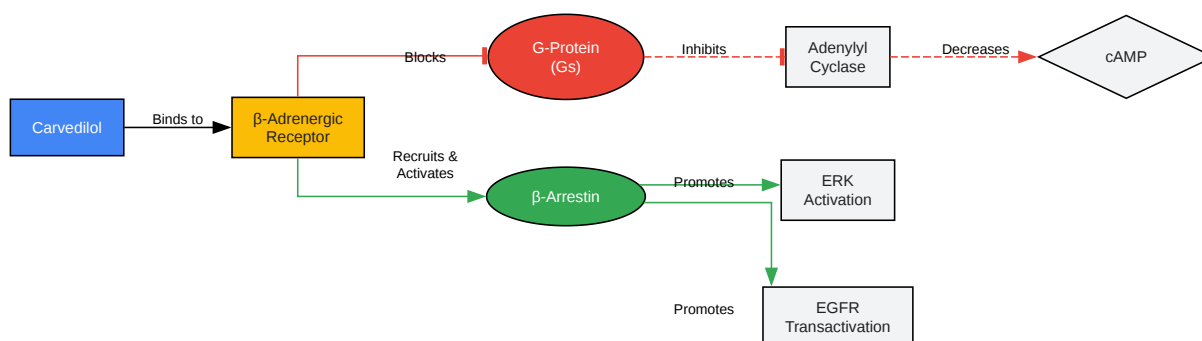 Carvedilol
Binds to
β-Adrenergic
Receptor
Blocks
G-Protein
(Gs)
Inhibits
Adenylyl
Cyclase
Decreases
cAMP
Recruits &
Activates
β-Arrestin
Promotes
ERK
Activation
Promotes
EGFR
Transactivation